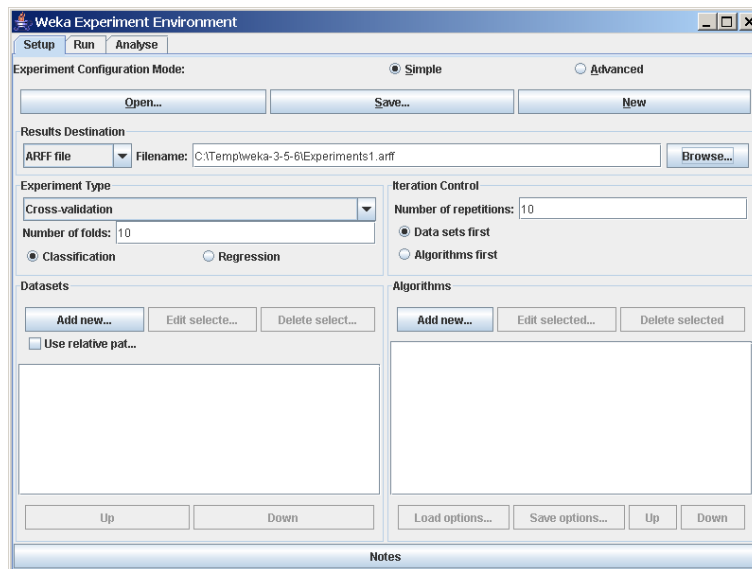 Weka Experiment Environment
Setup Run Analyse
Experiment Configuration Mode: Simple Advanced
Open... Save... New
Results Destination
ARFF file Filename: C:\Temp\weka-3-5-6\Experiments1.arff Browse...
Experiment Type
Cross-validation
Number of folds: 10
Classification Regression
Iteration Control
Number of repetitions: 10
Data sets first
Algorithms first
Datasets
Add new... Edit selecte... Delete select...
Use relative pat...
Up Down
Algorithms
Add new... Edit selected... Delete selected
Load options... Save options... Up Down
Notes